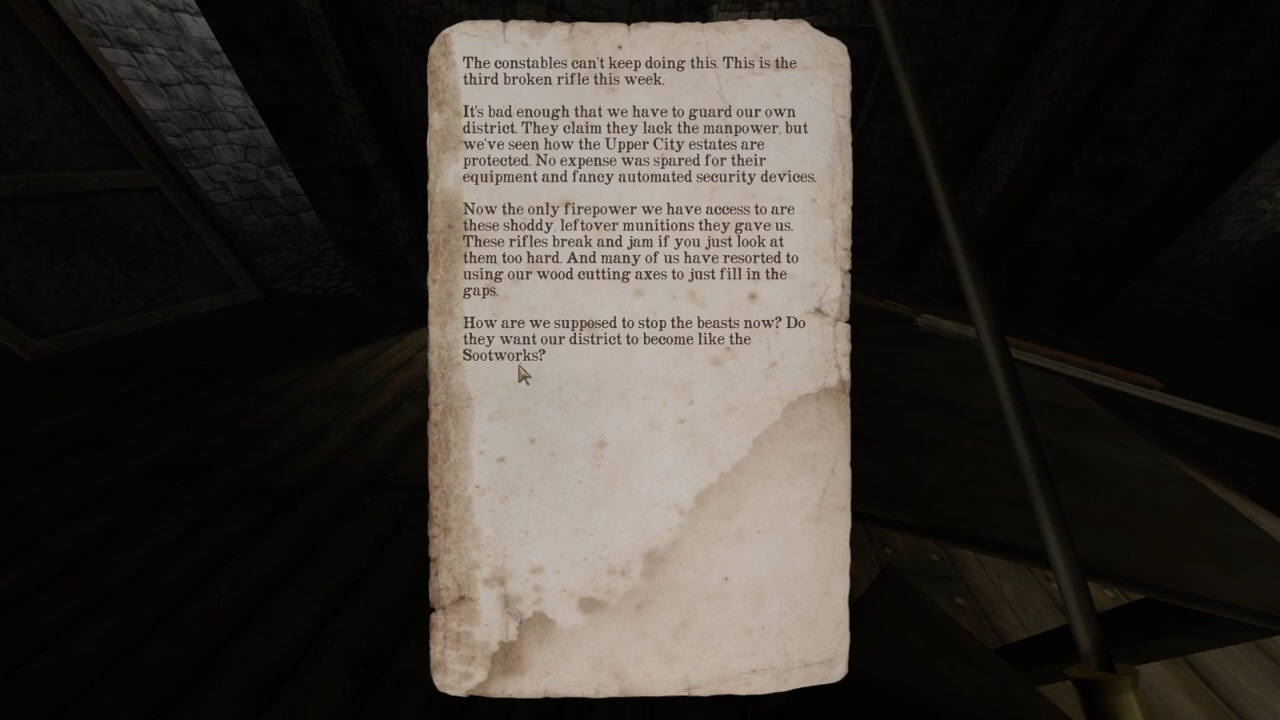 The constables can't keep doing this. This is the
third broken rifle this week.
It's bad enough that we have to guard our own
district. They claim they lack the manpower, but
we've seen how the Upper City estates are
protected. No expense was spared for their
equipment and fancy automated security devices.
Now the only firepower we have access to are
these shoddy, leftover munitions they gave us.
These rifles break and jam if you just look at
them too hard. And many of us have resorted to
using our wood cutting axes to just fill in the
gaps.
How are we supposed to stop the beasts now? Do
they want our district to become like the
Sootworks?